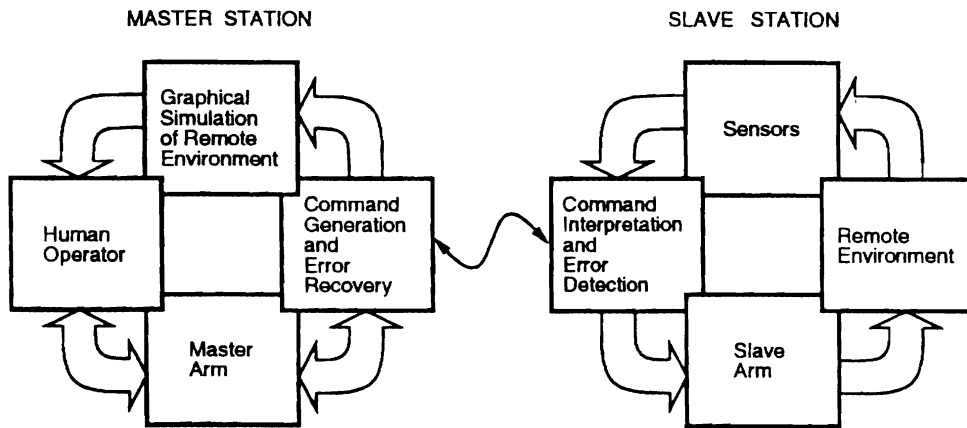 MASTER STATION
SLAVE STATION
Graphical
Simulation
of Remote
Environment
Human
Operator
Command
Generation
and
Error
Recovery
Master
Arm
Sensors
Command
Interpretation
and
Error
Detection
Remote
Environment
Slave
Arm